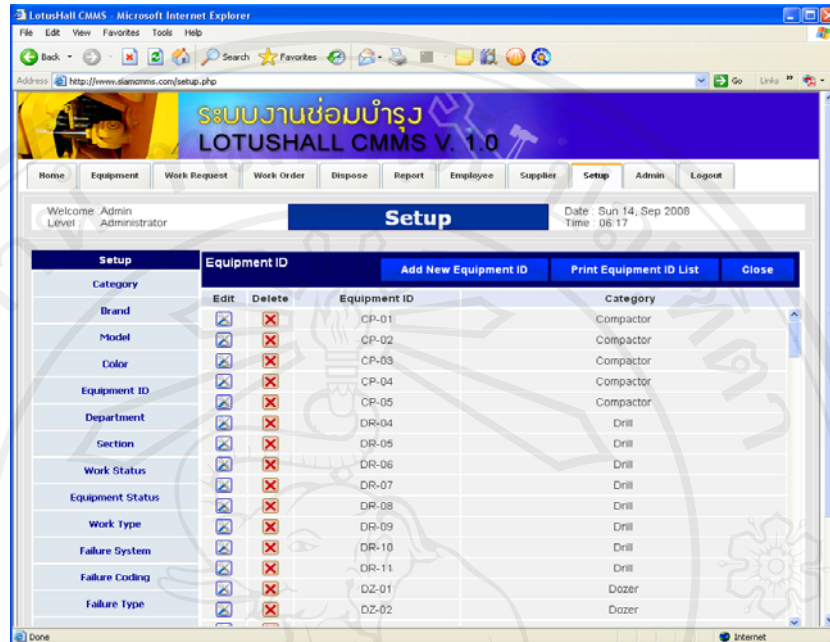 LotusHall CMMS - Microsoft Internet Explorer
File Edit View Favorites Tools Help
Back Search Favorites
Address http://www.siamcmms.com/setup.php Go Links
ระบบงานซ่อมบำรุง
LOTUSHALL CMMS V. 1.0
Home Equipment Work Request Work Order Dispose Report Employee Supplier Setup Admin Logout
Welcome :Admin
Level : Administrator
Setup
Date : Sun 14, Sep 2008
Time : 06:17
Setup
Category
Brand
Model
Color
Equipment ID
Department
Section
Work Status
Equipment Status
Work Type
Failure System
Failure Coding
Failure Type
Equipment ID Add New Equipment ID Print Equipment ID List Close
Edit Delete Equipment ID Category
CP-01 Compactor
CP-02 Compactor
CP-03 Compactor
CP-04 Compactor
CP-05 Compactor
DR-04 Drill
DR-05 Drill
DR-06 Drill
DR-07 Drill
DR-08 Drill
DR-09 Drill
DR-10 Drill
DR-11 Drill
DZ-01 Dozer
DZ-02 Dozer
Done Internet